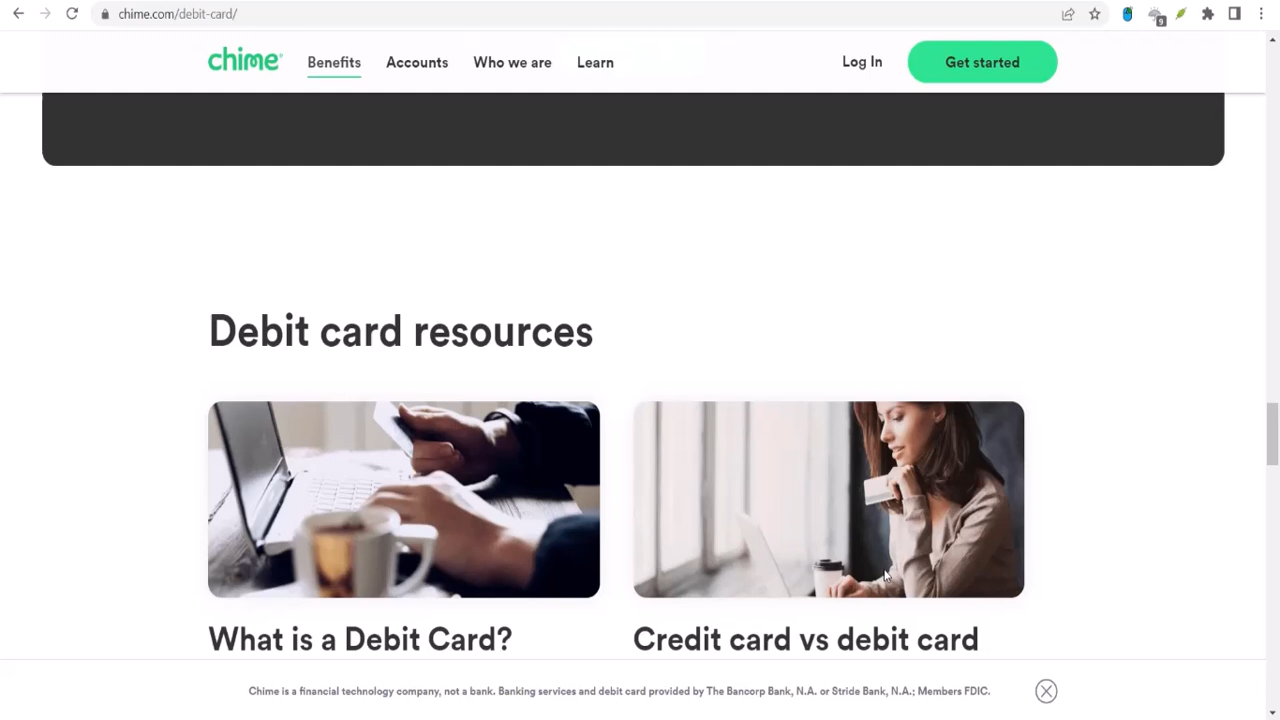 chime.com/debit-card/
9
chime
Benefits
Accounts
Who we are
Learn
Log In
Get started
Debit card resources
What is a Debit Card?
Credit card vs debit card
Chime is a financial technology company, not a bank. Banking services and debit card provided by The Bancorp Bank, N.A. or Stride Bank, N.A.; Members FDIC.